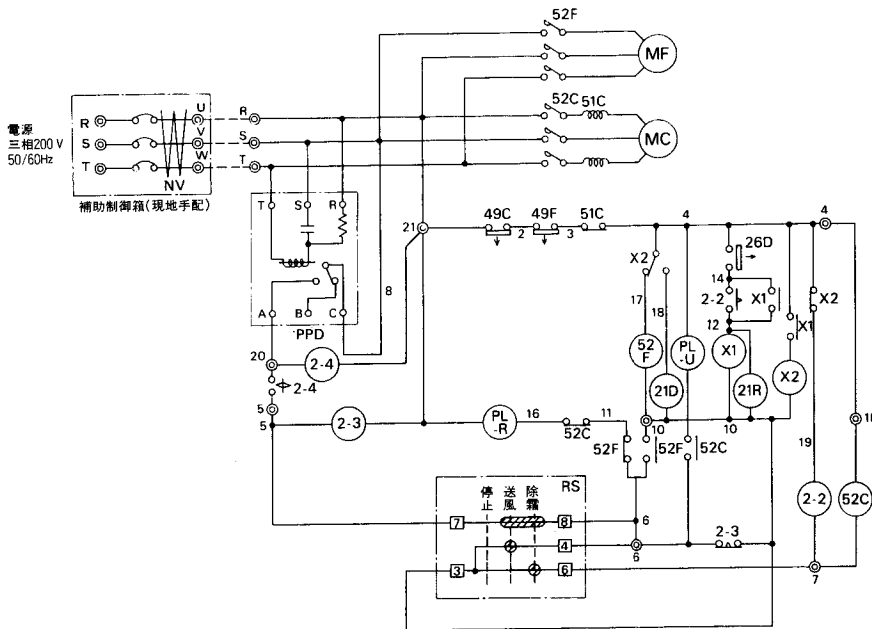 52F
MF
電源
三相200V
50/60Hz
R
S
T
NV
U
V
W
R
S
T
補助制御箱(現地手配)
52C
51C
MC
T
S
R
A
B
C
PPD
8
21
49C
2
49F
3
51C
4
4
X2
17
18
26D
14
2-2
X1
12
X1
X2
52
F
21D
PL
-U
X1
21R
X2
20
2-4
2-4
5
5
2-3
PL
-R
16
52C
11
10
10
52F
52F
52C
19
18
2-2
52C
RS
停止
送風
除霜
7
8
6
4
6
2-3
3
6
7